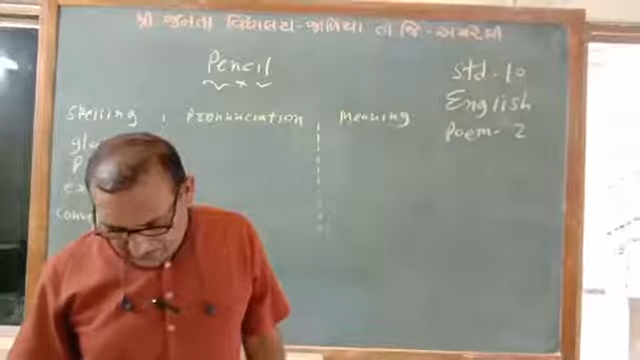 શ્રી જનતા વિદ્યાલય-જાળિયા તા જિ-અમરેલી
Pencil
Std-10
English
Poem-2
Spelling Pronunciation Meaning